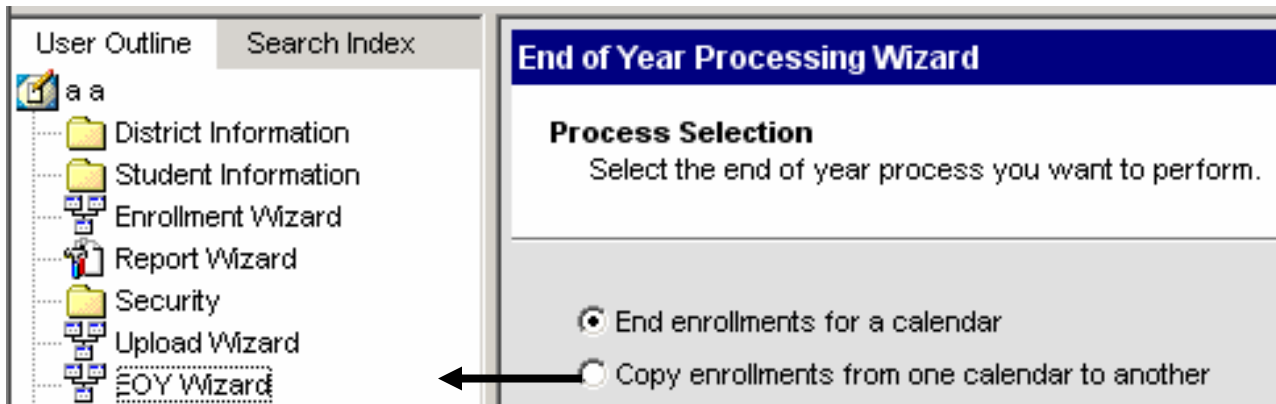 User Outline
Search Index
a a
District Information
Student Information
Enrollment Wizard
Report Wizard
Security
Upload Wizard
EOY Wizard
End of Year Processing Wizard
Process Selection
Select the end of year process you want to perform.
End enrollments for a calendar
Copy enrollments from one calendar to another